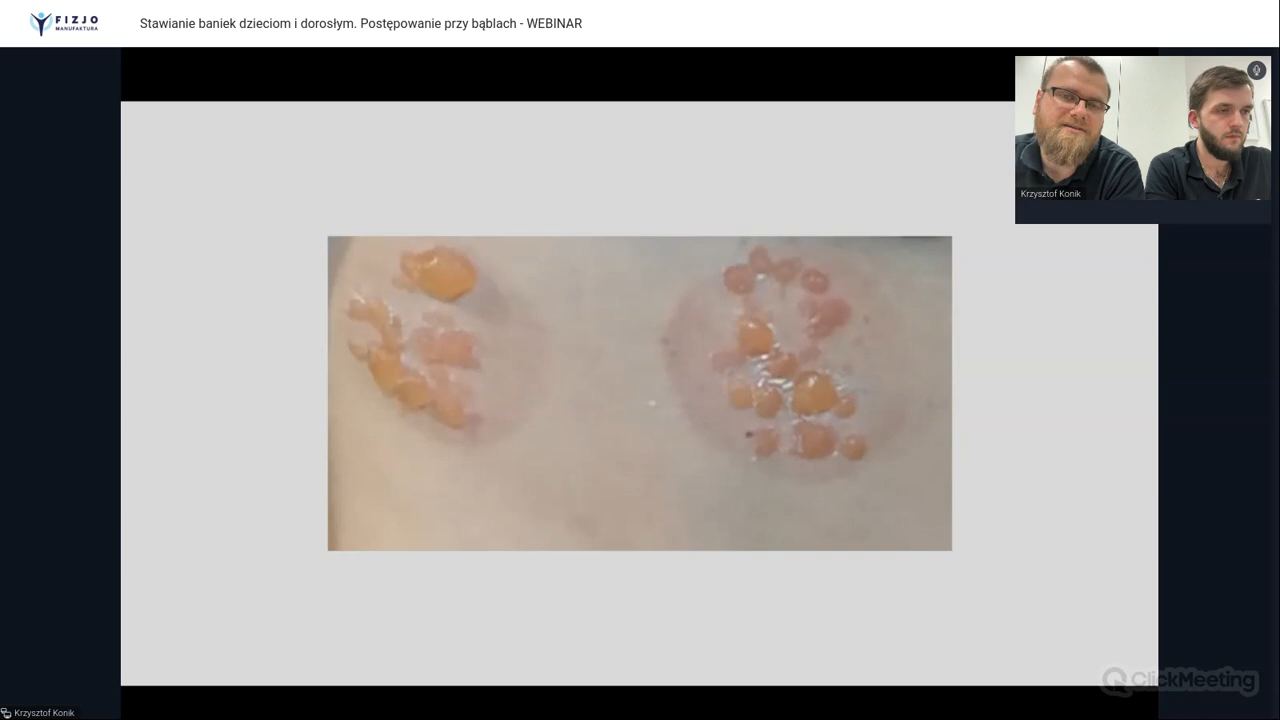 FIZJO
MANUFAKTURA
Stawianie baniek dzieciom i dorosłym. Postępowanie przy bąblach - WEBINAR
Krzysztof Konik
ClickMeeting
Krzysztof Konik